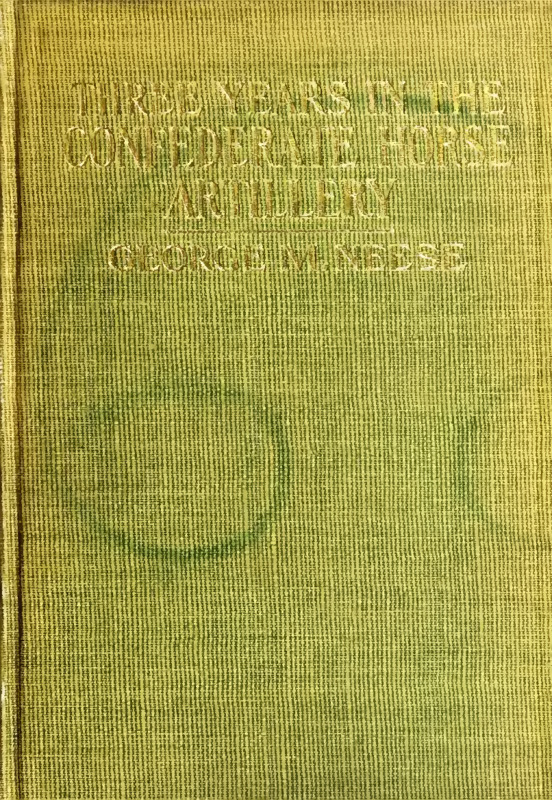 THREE YEARS IN THE
CONFEDERATE HORSE
ARTILLERY
GEORGE M. NEESE